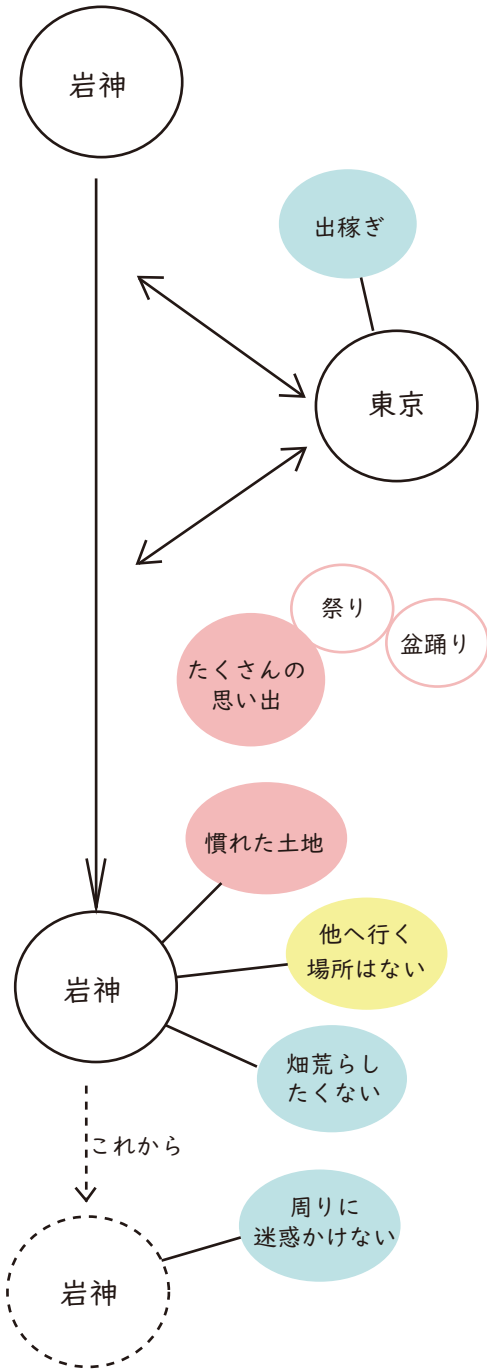 岩神
出稼ぎ
東京
祭り
盆踊り
たくさんの
思い出
慣れた土地
他へ行く
場所はない
岩神
畑荒らし
たくない
これから
周りに
迷惑かけない
岩神